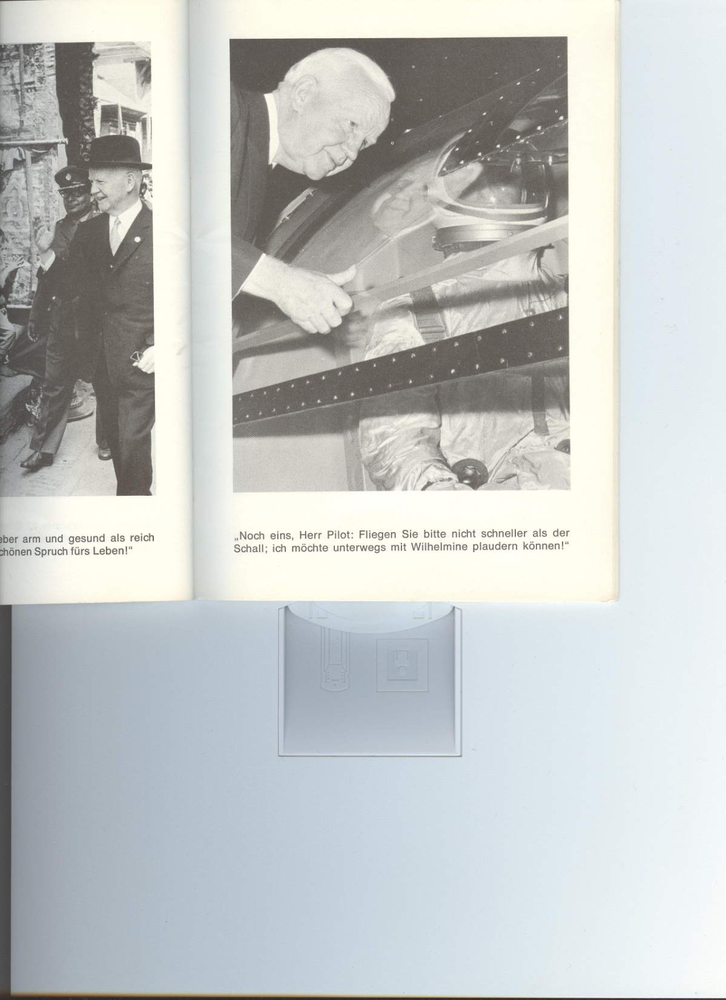 eber arm und gesund als reich
chönen Spruch fürs Leben!“
„Noch eins, Herr Pilot: Fliegen Sie bitte nicht schneller als der
Schall; ich möchte unterwegs mit Wilhelmine plaudern können!“